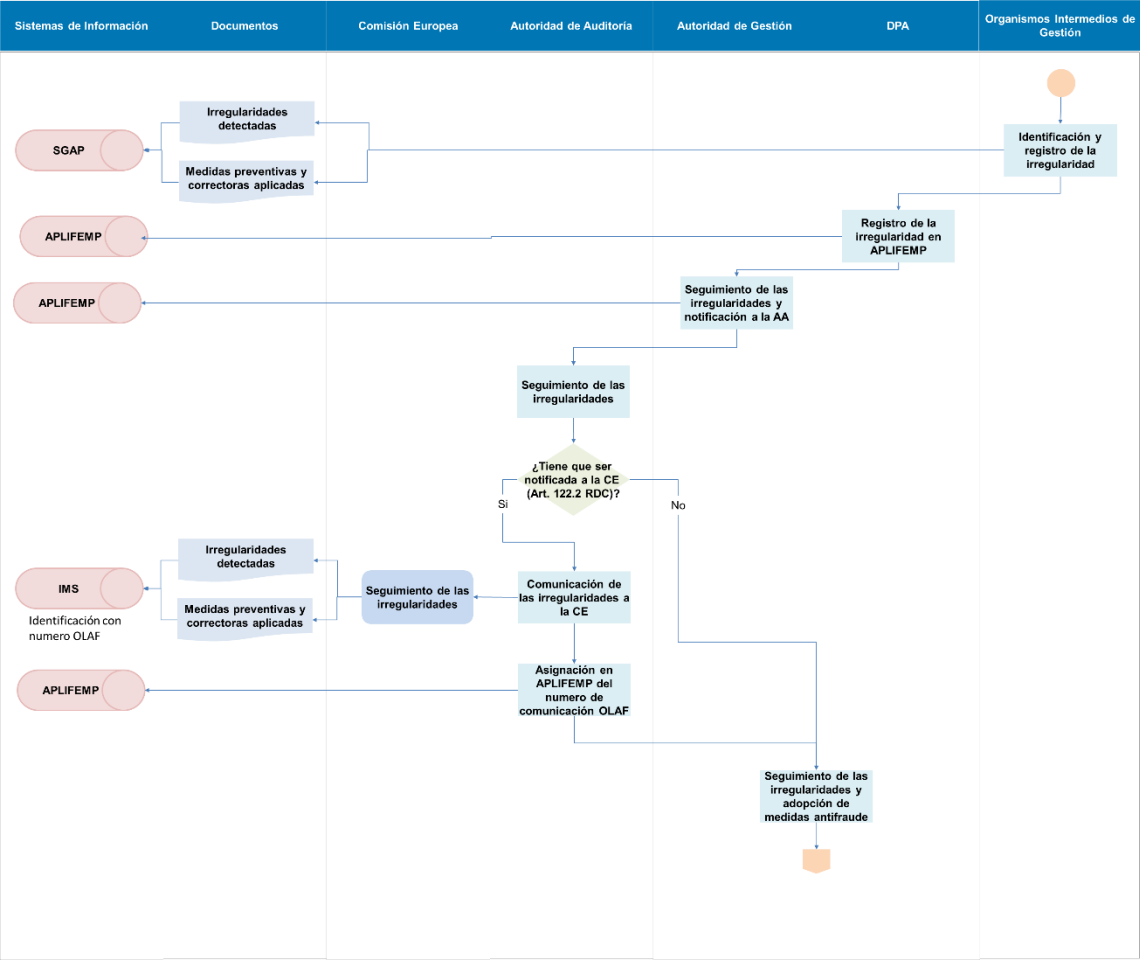 Sistemas de Información
Documentos
Comisión Europea
Autoridad de Auditoría
Autoridad de Gestión
DPA
Organismos Intermedios de
Gestión
Irregularidades
detectadas
SGAP
Medidas preventivas y
correctoras aplicadas
Identificación y
registro de la
irregularidad
APLIFEMP
Registro de la
irregularidad en
APLIFEMP
APLIFEMP
Seguimiento de las
irregularidades y
notificación a la AA
Seguimiento de las
irregularidades
¿Tiene que ser
notificada a la CE
(Art. 122.2 RDC)?
Si
No
Irregularidades
detectadas
IMS
Identificación con
numero OLAF
Medidas preventivas y
correctoras aplicadas
Seguimiento de las
irregularidades
Comunicación de
las irregularidades a
la CE
APLIFEMP
Asignación en
APLIFEMP del
numero de
comunicación OLAF
Seguimiento de las
irregularidades y
adopción de
medidas antifraude